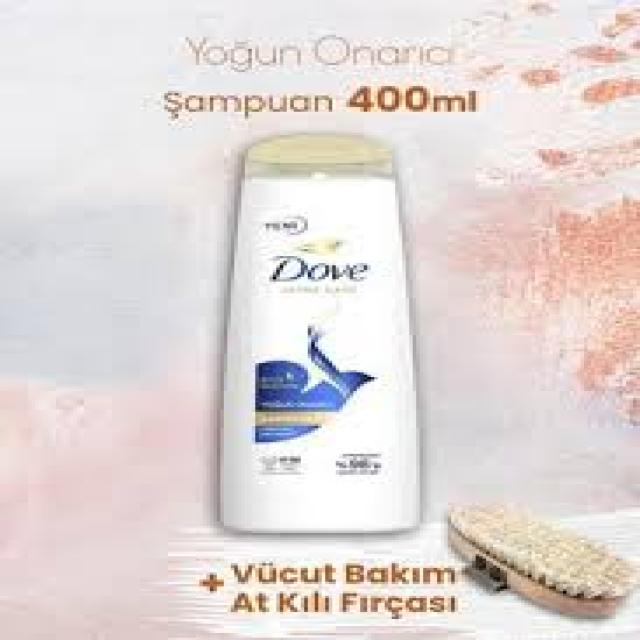 Yoğun Onarıcı
Şampuan 400ml
YENİ
Dove
+ Vücut Bakım
At Kılı Fırçası